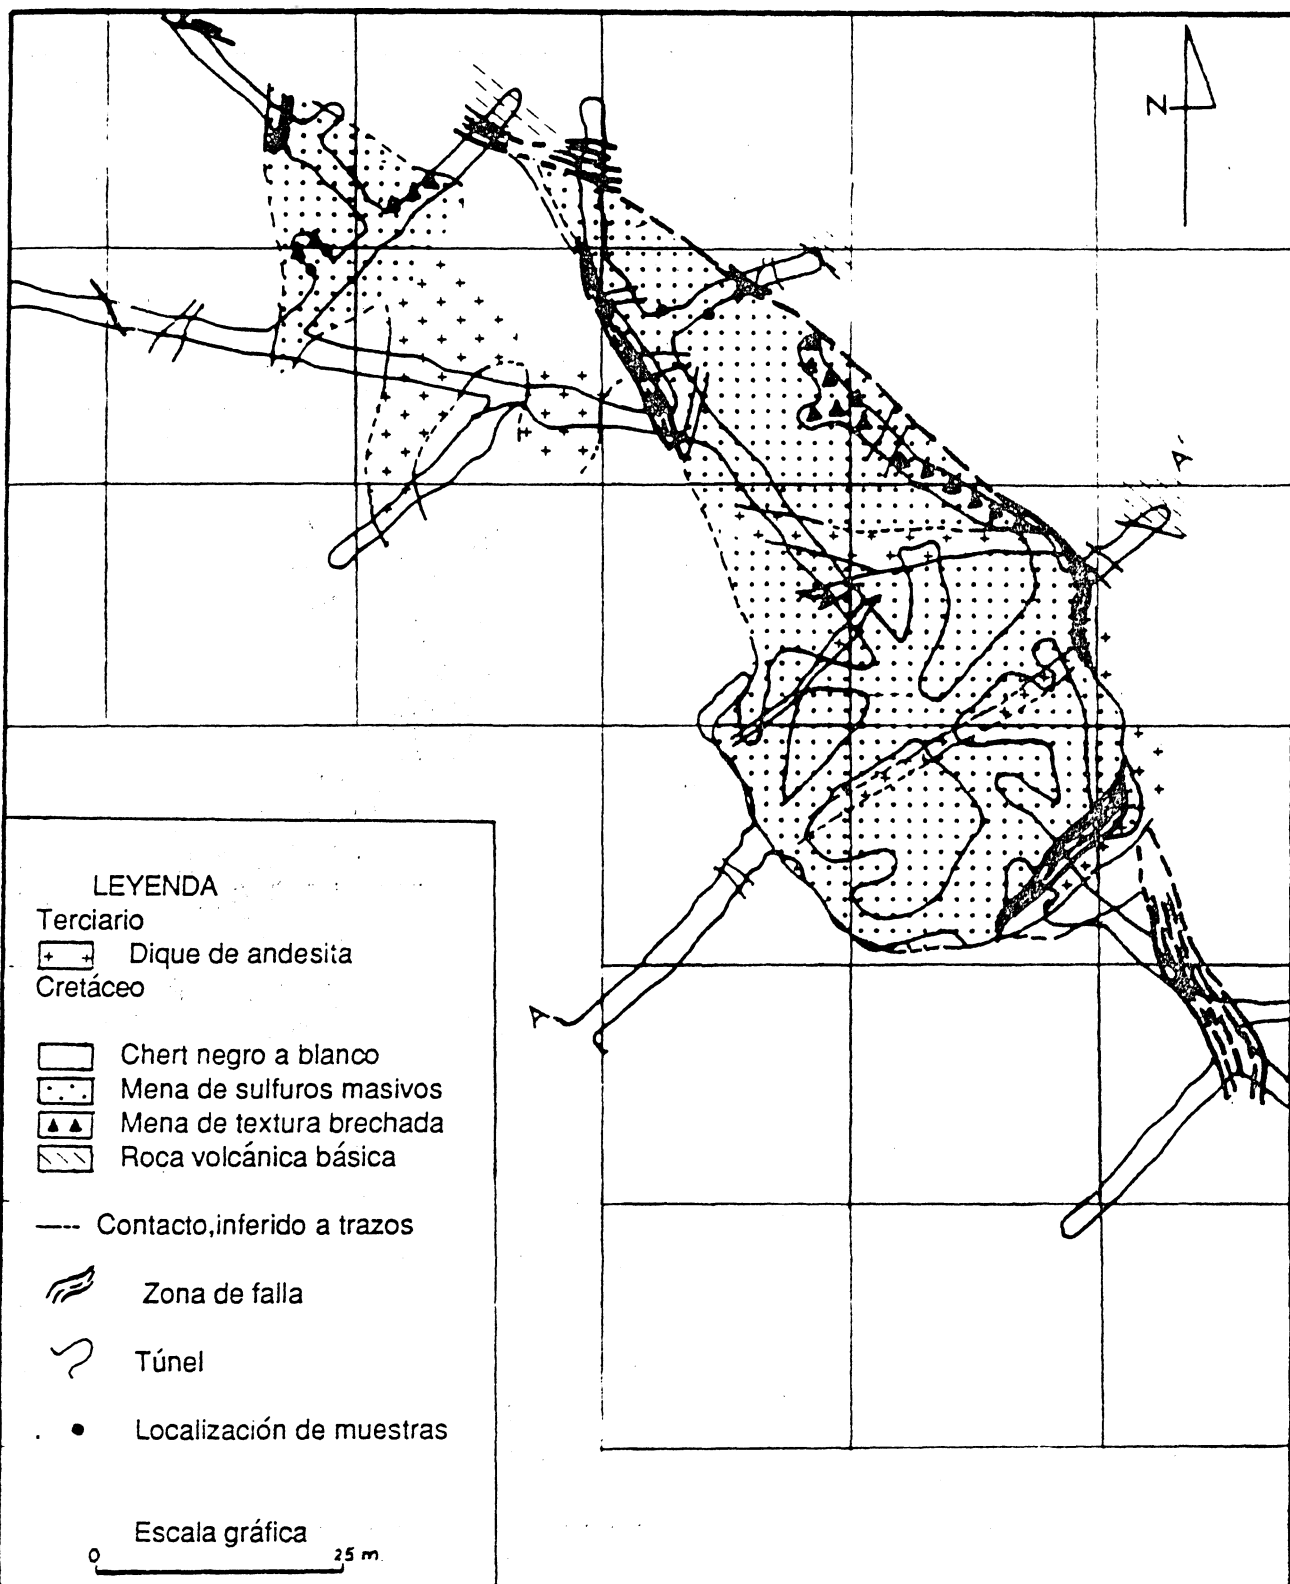 N
A'
A
LEYENDA
Terciario
Dique de andesita
Cretáceo
Chert negro a blanco
Mena de sulfuros masivos
Mena de textura brechada
Roca volcánica básica
Contacto,inferido a trazos
Zona de falla
Túnel
Localización de muestras
Escala gráfica
0 25 m.